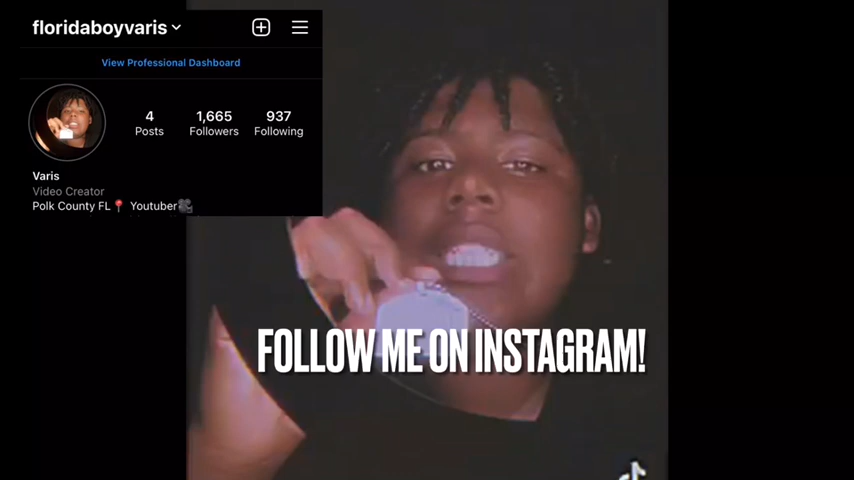 floridaboyvaris
View Professional Dashboard
4 1,665 937
Posts Followers Following
Varis
Video Creator
Polk County FL📍 Youtuber🎥
FOLLOW ME ON INSTAGRAM!